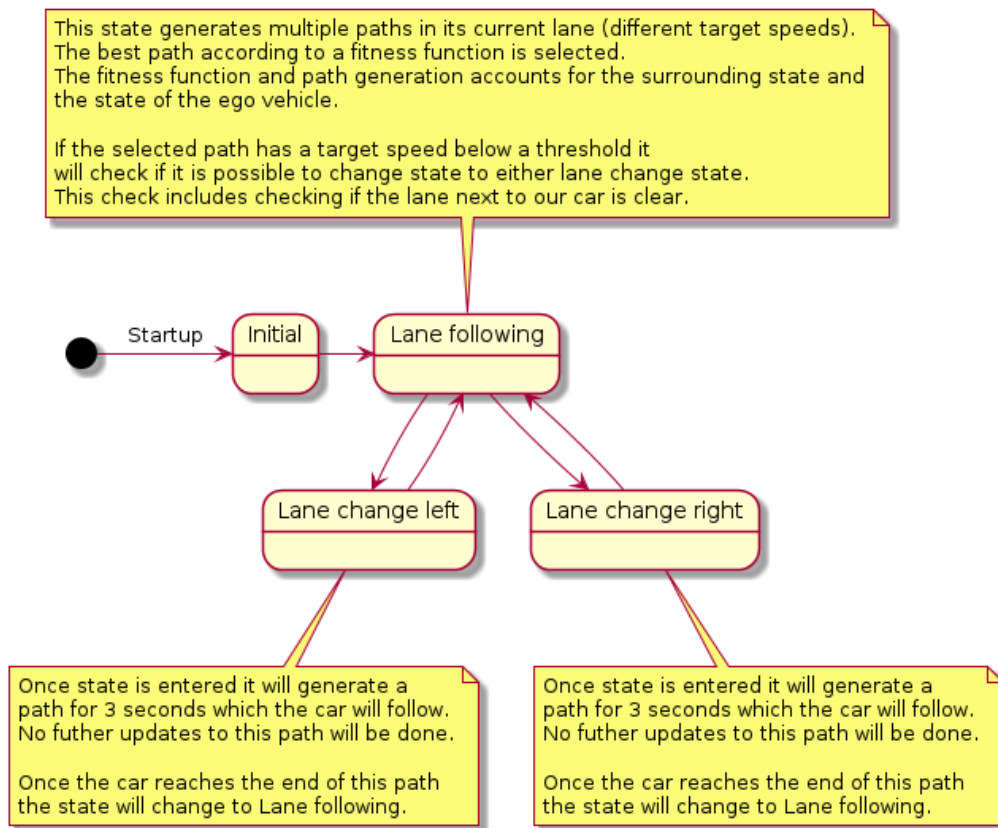 This state generates multiple paths in its current lane (different target speeds).
The best path according to a fitness function is selected.
The fitness function and path generation accounts for the surrounding state and
the state of the ego vehicle.
If the selected path has a target speed below a threshold it
will check if it is possible to change state to either lane change state.
This check includes checking if the lane next to our car is clear.
Startup
Initial
Lane following
Lane change left
Lane change right
Once state is entered it will generate a
path for 3 seconds which the car will follow.
No futher updates to this path will be done.
Once the car reaches the end of this path
the state will change to Lane following.
Once state is entered it will generate a
path for 3 seconds which the car will follow.
No futher updates to this path will be done.
Once the car reaches the end of this path
the state will change to Lane following.